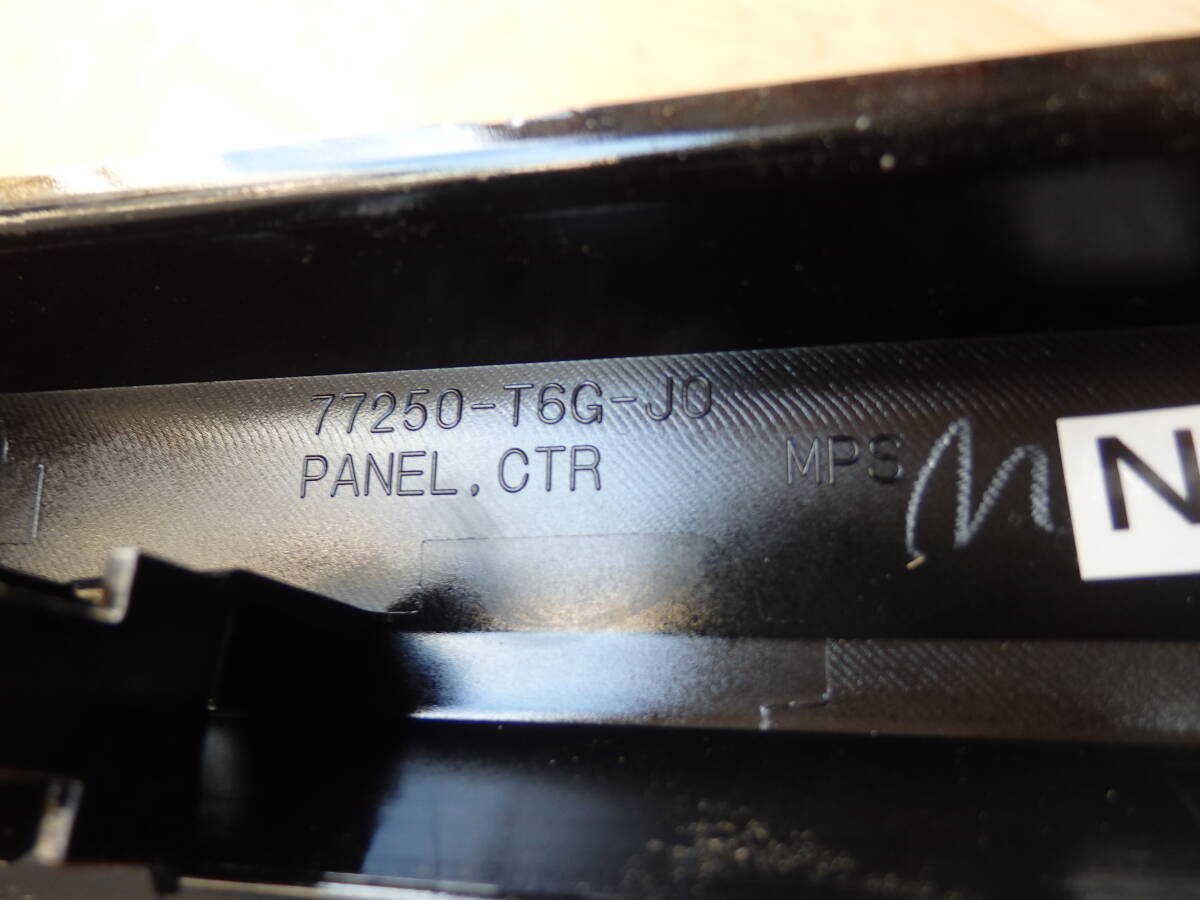 77250-T6G-J0
PANEL, CTR
MPS
N